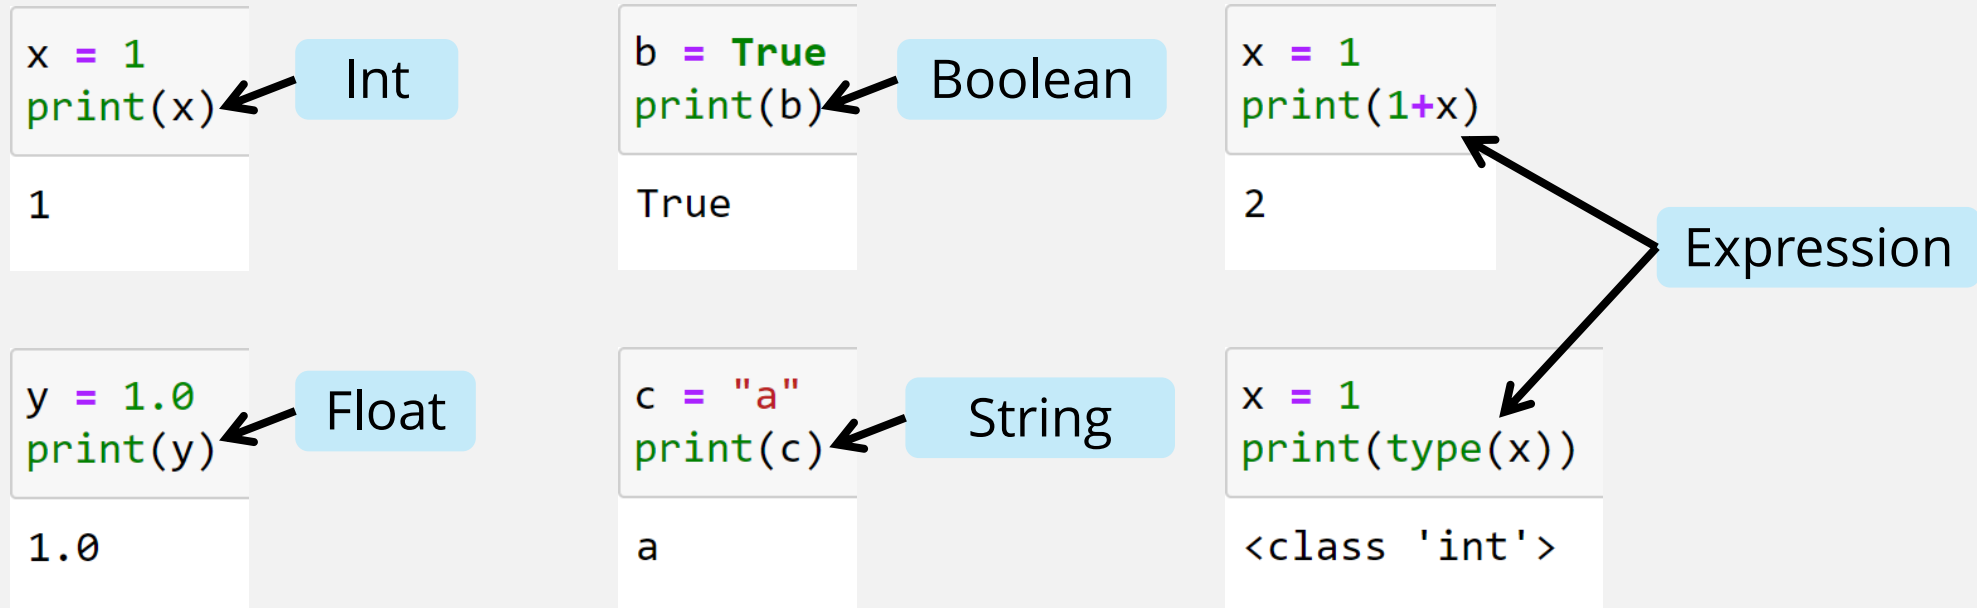 x = 1
print(x)
Int
1
b = True
print(b)
Boolean
True
x = 1
print(1+x)
2
Expression
y = 1.0
print(y)
Float
1.0
c = "a"
print(c)
String
a
x = 1
print(type(x))
<class 'int'>